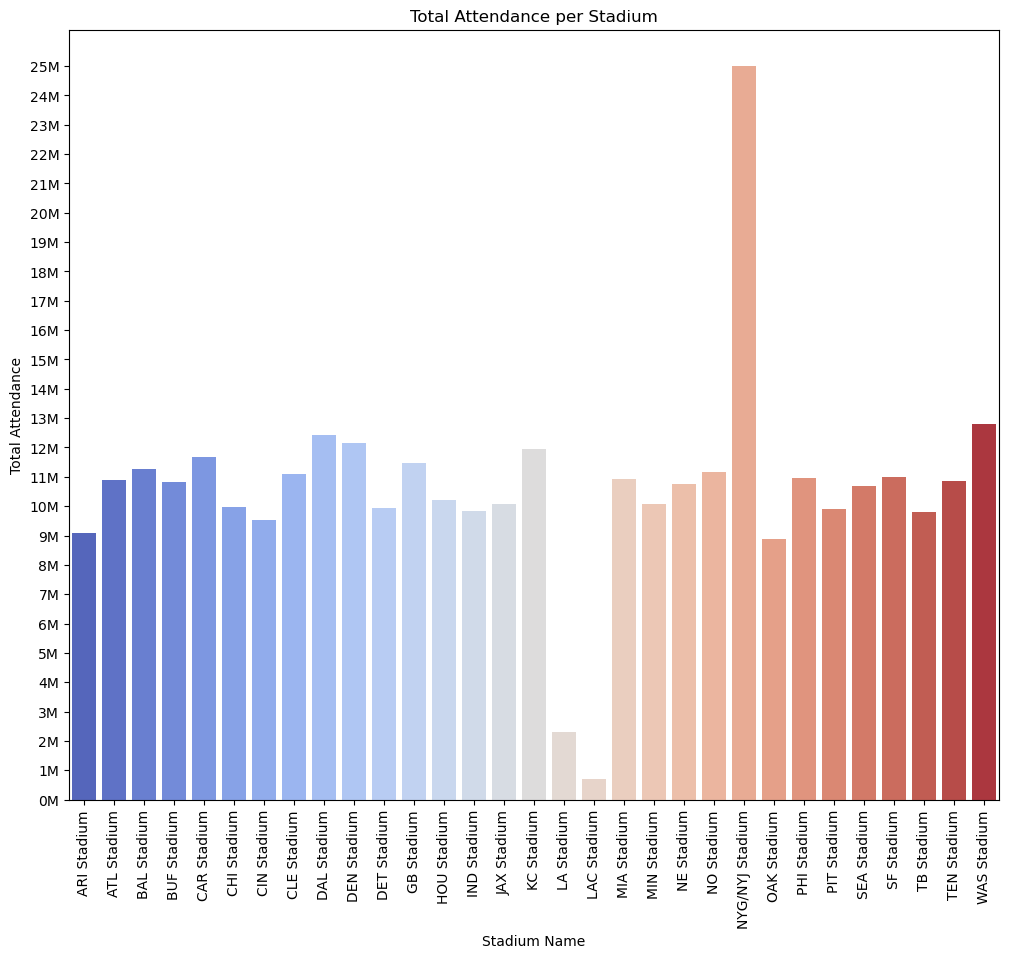 Total Attendance per Stadium
25M
24M
23M
22M
21M
20M
19M
18M
17M
16M
15M
14M
13M
12M
11M
10M
9M
8M
7M
6M
5M
4M
3M
2M
1M
0M
Total Attendance
ARI Stadium
ATL Stadium
BAL Stadium
BUF Stadium
CAR Stadium
CHI Stadium
CIN Stadium
CLE Stadium
DAL Stadium
DEN Stadium
DET Stadium
GB Stadium
HOU Stadium
IND Stadium
JAX Stadium
KC Stadium
LA Stadium
LAC Stadium
MIA Stadium
MIN Stadium
NE Stadium
NO Stadium
NYG/NYJ Stadium
OAK Stadium
PHI Stadium
PIT Stadium
SEA Stadium
SF Stadium
TB Stadium
TEN Stadium
WAS Stadium
Stadium Name